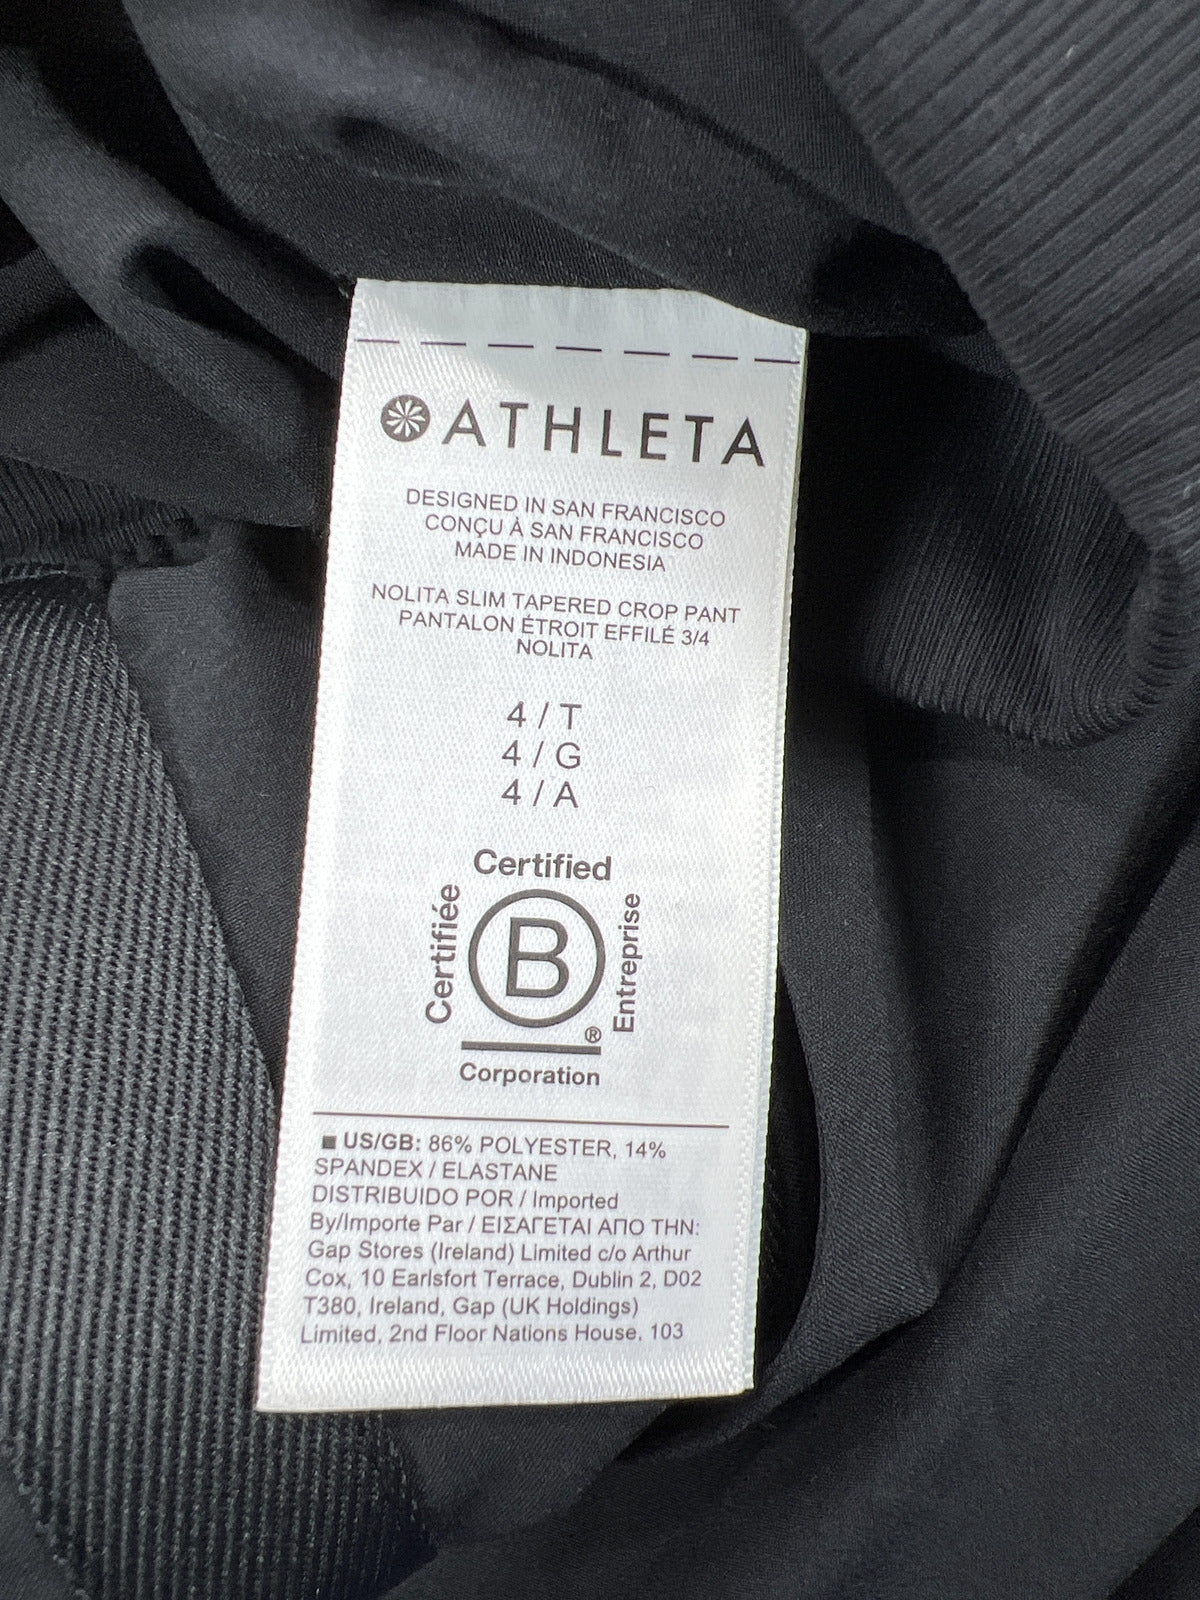 ATHLETA
DESIGNED IN SAN FRANCISCO
CONÇU À SAN FRANCISCO
MADE IN INDONESIA
NOLITA SLIM TAPERED CROP PANT
PANTALON ÉTROIT EFFILÉ 3/4
NOLITA
4 / T
4 / G
4 / A
Certified
Certifiée
B
Entreprise
®
Corporation
■ US/GB: 86% POLYESTER, 14%
SPANDEX / ELASTANE
DISTRIBUIDO POR / Imported
By/Importe Par / ΕΙΣΑΓΕΤΑΙ ΑΠΟ ΤΗΝ:
Gap Stores (Ireland) Limited c/o Arthur
Cox, 10 Earlsfort Terrace, Dublin 2, D02
T380, Ireland, Gap (UK Holdings)
Limited, 2nd Floor Nations House, 103